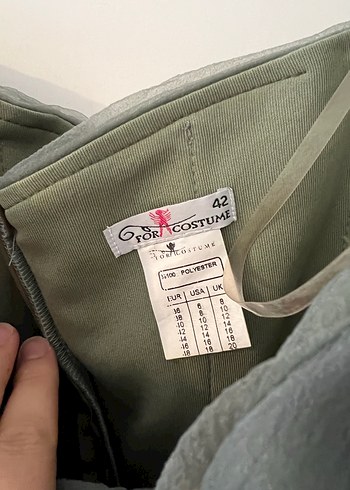 42
FOR COSTUME
FOR COSTUME
%100 POLYESTER
EUR USA UK
36 6 8
38 8 10
40 10 12
42 12 14
44 14 16
46 16 18
48 18 20